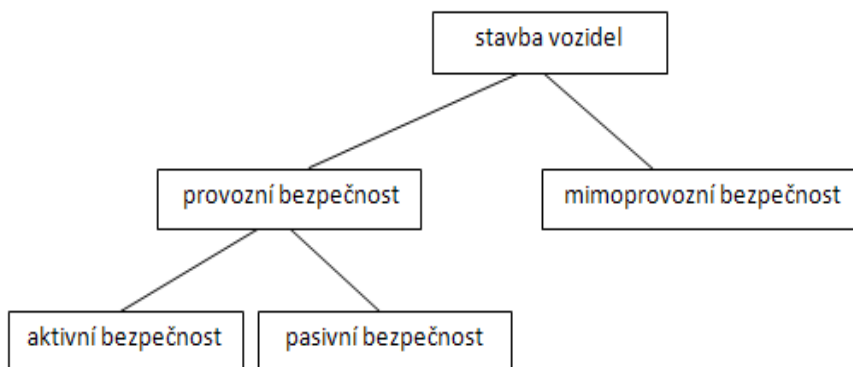 stavba vozidel
provozní bezpečnost
mimoprovozní bezpečnost
aktivní bezpečnost
pasivní bezpečnost